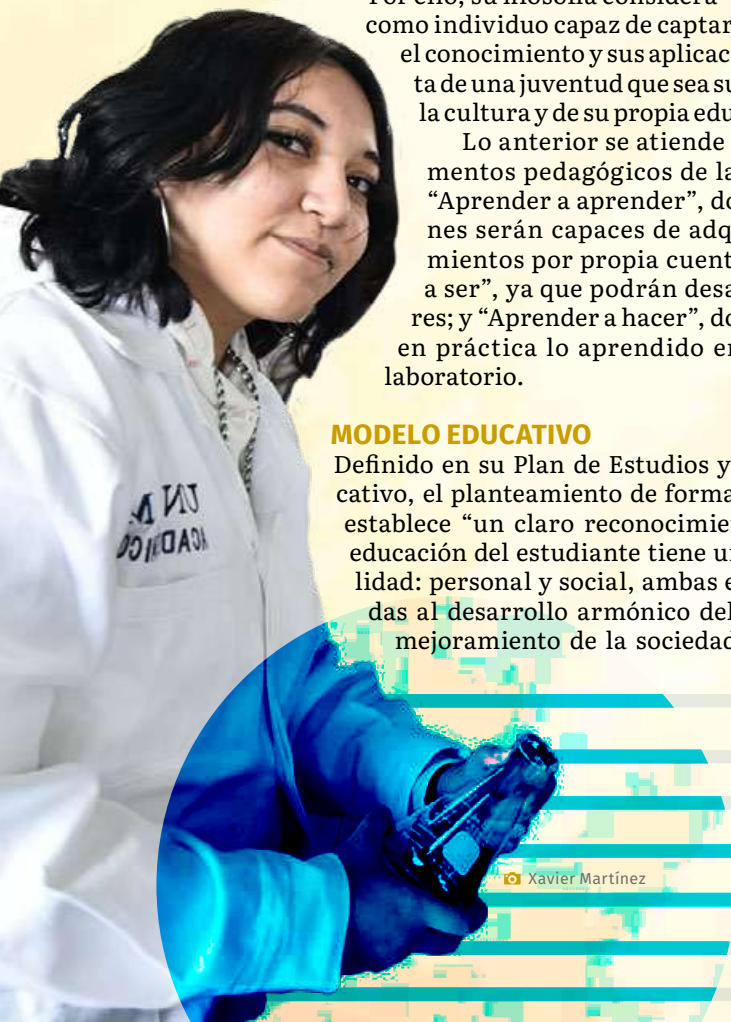 como individuo capaz de captar
el conocimiento y sus aplicac
ta de una juventud que sea su
la cultura y de su propia edu
Lo anterior se atiende
mentos pedagógicos de la
“Aprender a aprender”, do
nes serán capaces de adq
mientos por propia cuent
a ser”, ya que podrán desa
res; y “Aprender a hacer”, do
en práctica lo aprendido en
laboratorio.
MODELO EDUCATIVO
Definido en su Plan de Estudios y
cativo, el planteamiento de forma
establece “un claro reconocimie
educación del estudiante tiene un
lidad: personal y social, ambas e
das al desarrollo armónico del
mejoramiento de la sociedad
Xavier Martínez